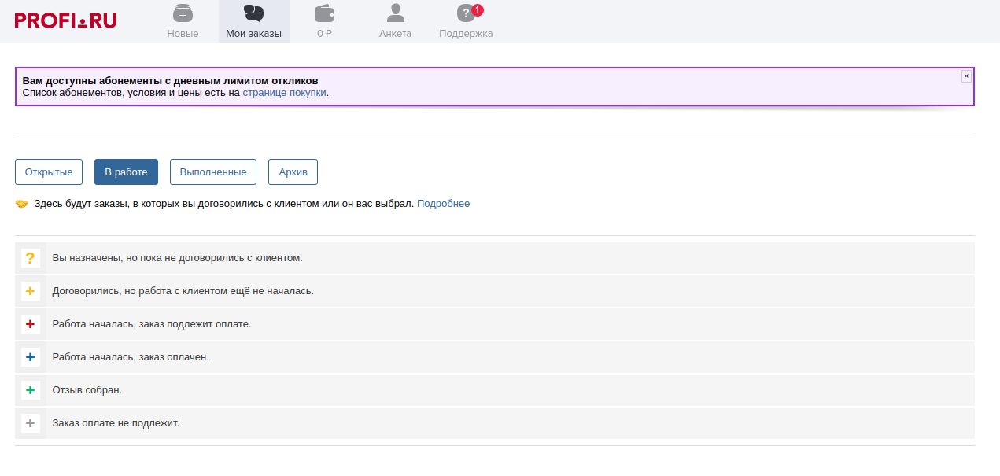 PROFI.RU
1
Новые
Мои заказы
0 ₽
Анкета
Поддержка
Вам доступны абонементы с дневным лимитом откликов
Список абонементов, условия и цены есть на странице покупки.
Открытые
В работе
Выполненные
Архив
Здесь будут заказы, в которых вы договорились с клиентом или он вас выбрал. Подробнее
? Вы назначены, но пока не договорились с клиентом.
+ Договорились, но работа с клиентом ещё не началась.
+ Работа началась, заказ подлежит оплате.
+ Работа началась, заказ оплачен.
+ Отзыв собран.
+ Заказ оплате не подлежит.